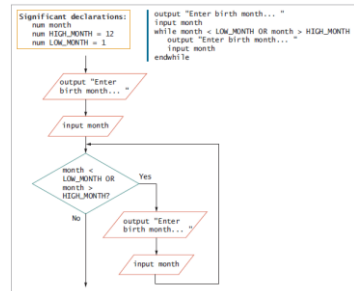 Significant declarations:
num month
num HIGH_MONTH = 12
num LOW_MONTH = 1
output "Enter birth month... "
input month
while month < LOW_MONTH OR month > HIGH_MONTH
output "Enter birth month... "
input month
endwhile
output "Enter
birth month... "
input month
month <
LOW_MONTH OR
month >
HIGH_MONTH?
Yes
No
output "Enter
birth month... "
input month